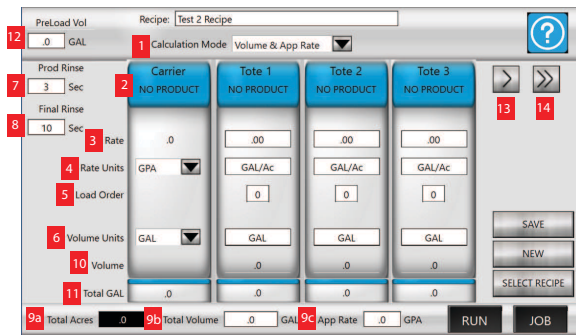 PreLoad Vol
12 .0 GAL
Recipe: Test 2 Recipe
1 Calculation Mode Volume & App Rate
?
Prod Rinse
7 3 Sec
Final Rinse
8 10 Sec
2 Carrier Tote 1 Tote 2 Tote 3
NO PRODUCT NO PRODUCT NO PRODUCT NO PRODUCT
> >>
13 14
3 Rate .0 .00 .00 .00
4 Rate Units GPA GAL/Ac GAL/Ac GAL/Ac
5 Load Order 0 0 0
6 Volume Units GAL GAL GAL GAL
10 Volume .0 .0 .0
11 Total GAL .0 .0 .0 .0
SAVE
NEW
SELECT RECIPE
9a Total Acres .0 9b Total Volume .0 GAL 9c App Rate .0 GPA
RUN JOB